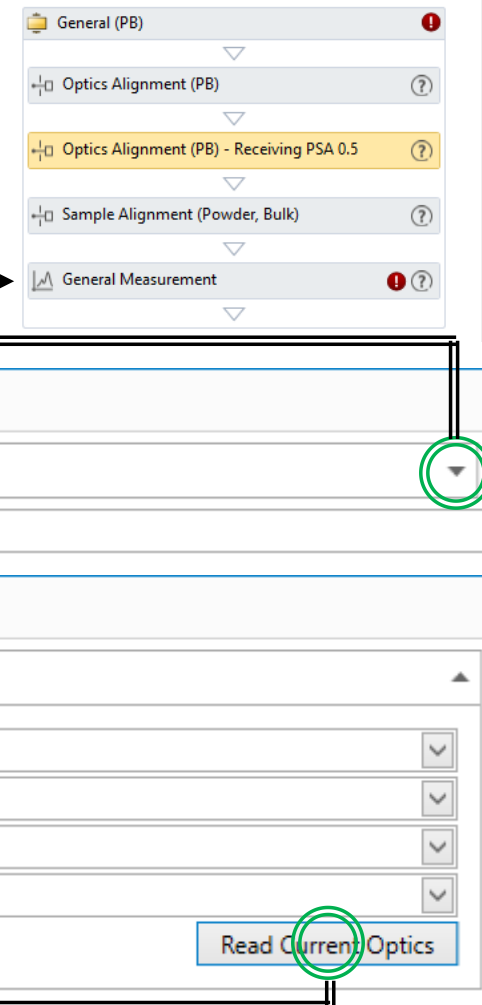 General (PB)
Optics Alignment (PB)
Optics Alignment (PB) - Receiving PSA 0.5
Sample Alignment (Powder, Bulk)
General Measurement
Read Current Optics